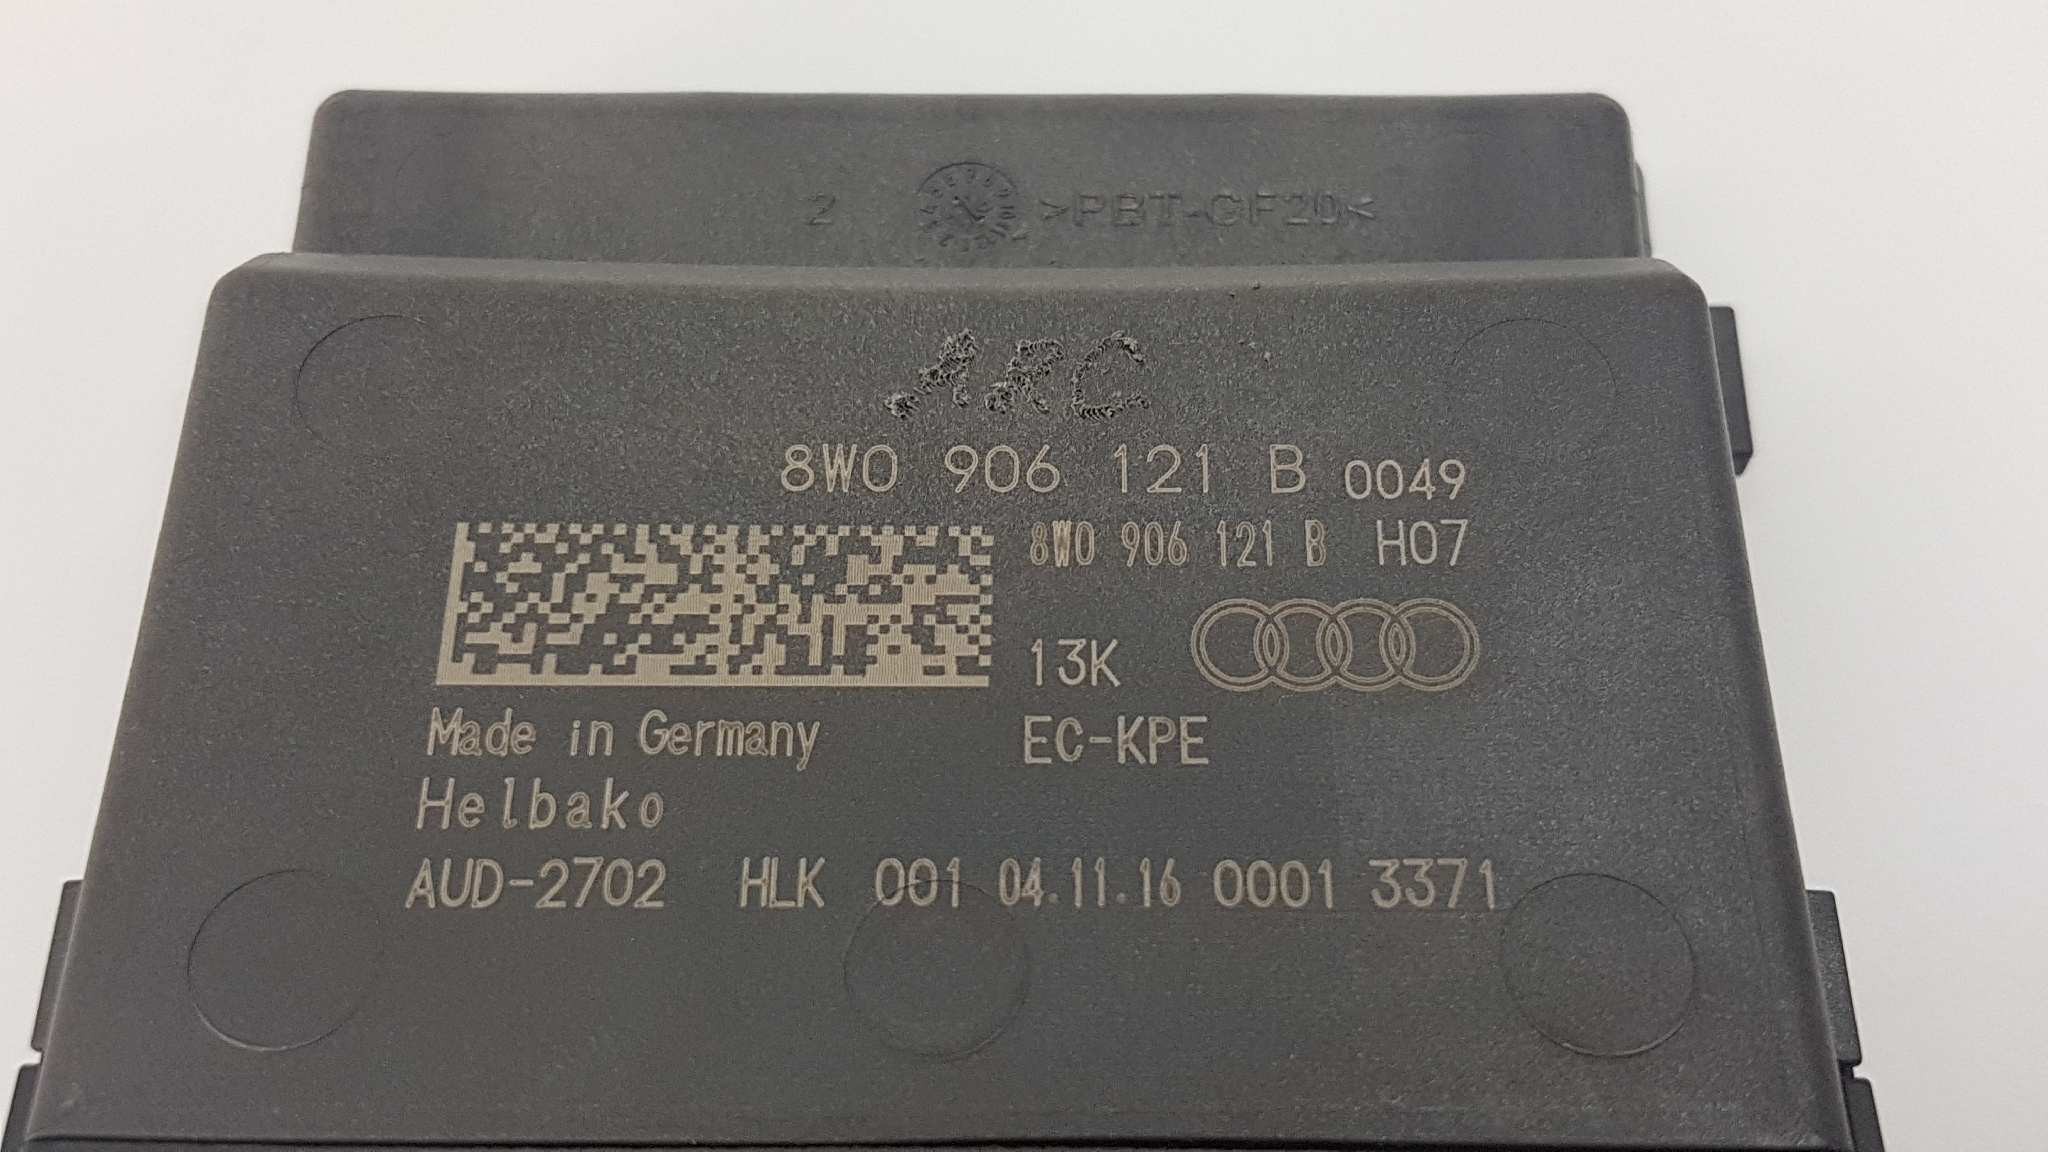 2 >PBT-GF20<
ARC
8W0 906 121 B 0049
8W0 906 121 B H07
13K
Made in Germany EC-KPE
Helbako
AUD-2702 HLK 001 04.11.16 0001 3371